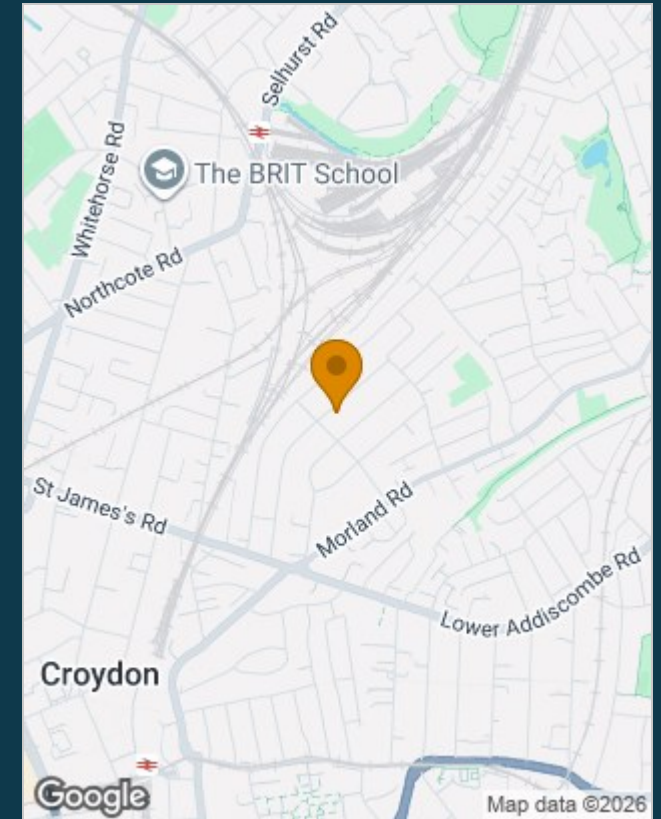 Selhurst Rd
Whitehorse Rd
The BRIT School
Northcote Rd
St James's Rd
Morland Rd
Lower Addiscombe Rd
Croydon
Google
Map data ©2026